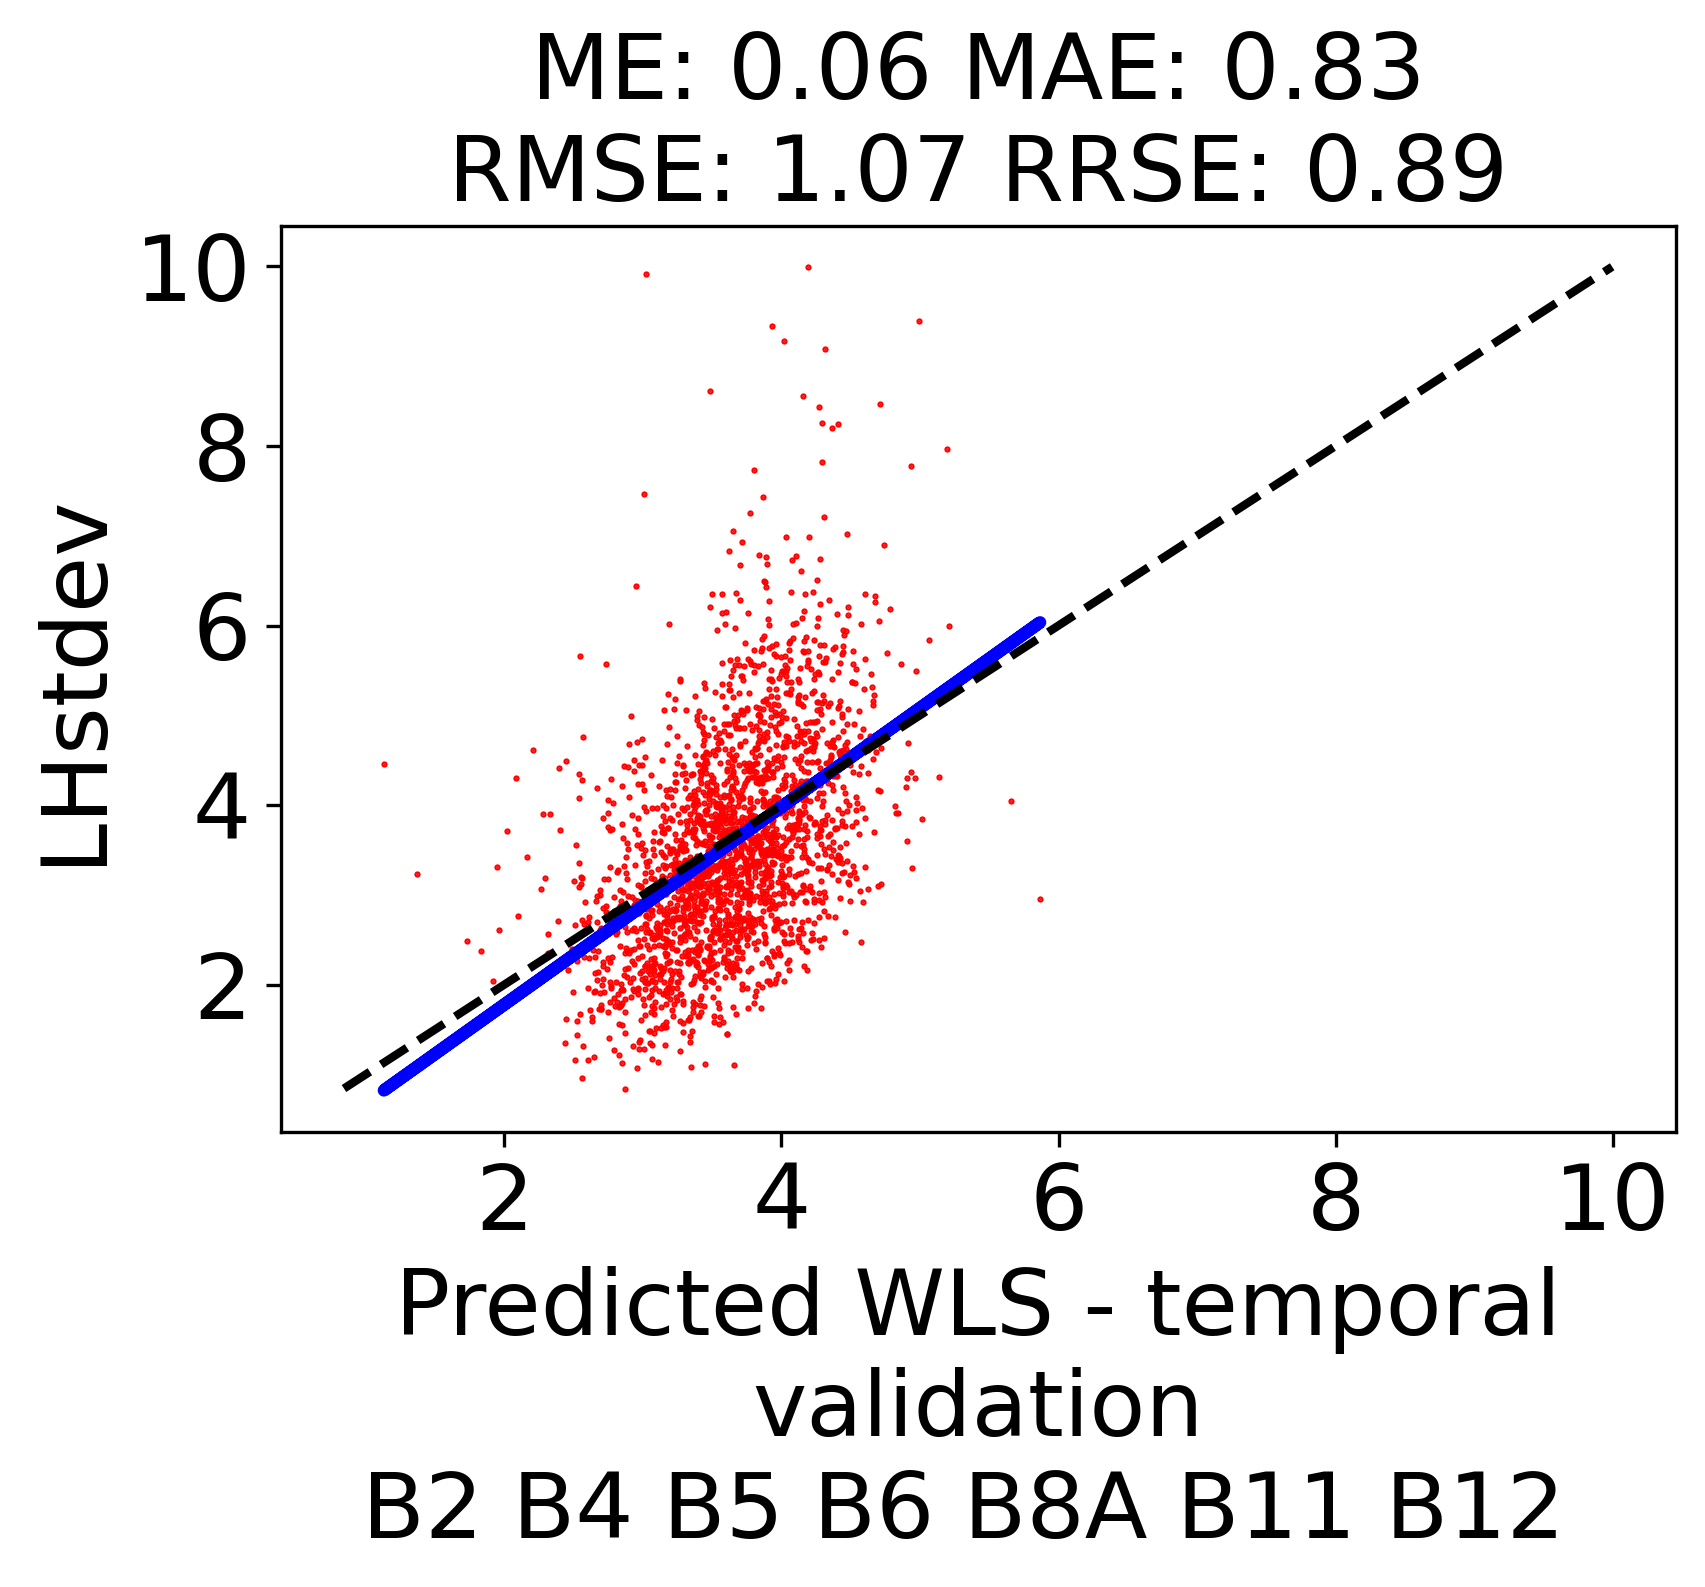 ME: 0.06 MAE: 0.83
RMSE: 1.07 RRSE: 0.89
LHstdev
10
8
6
4
2
2 4 6 8 10
Predicted WLS - temporal
validation
B2 B4 B5 B6 B8A B11 B12